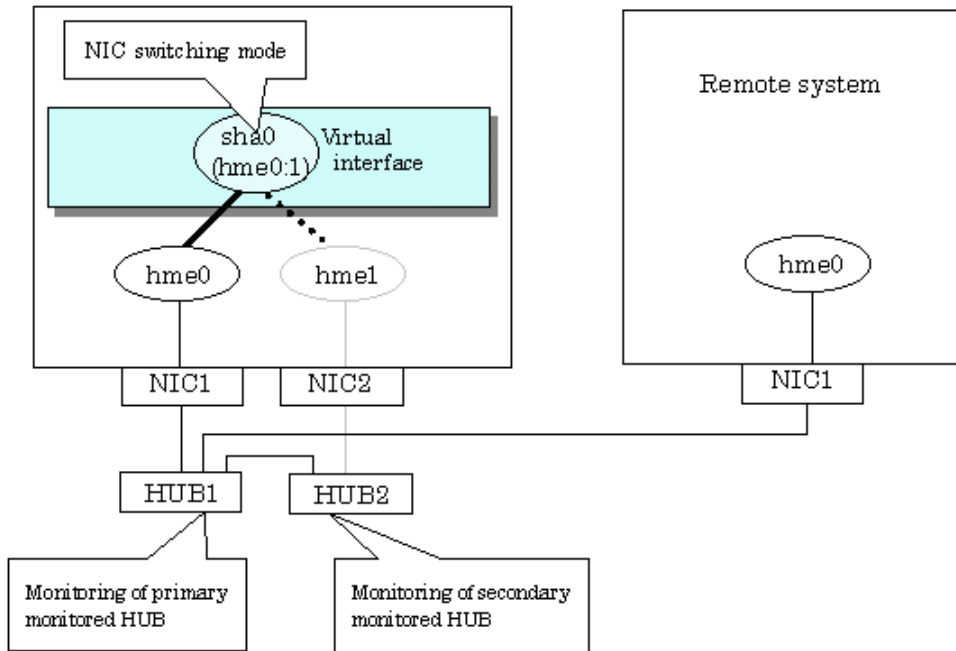 NIC switching mode
Remote system
sha0
(hme0:1)
Virtual
interface
hme0
hme1
hme0
NIC1
NIC2
NIC1
HUB1
HUB2
Monitoring of primary
monitored HUB
Monitoring of secondary
monitored HUB